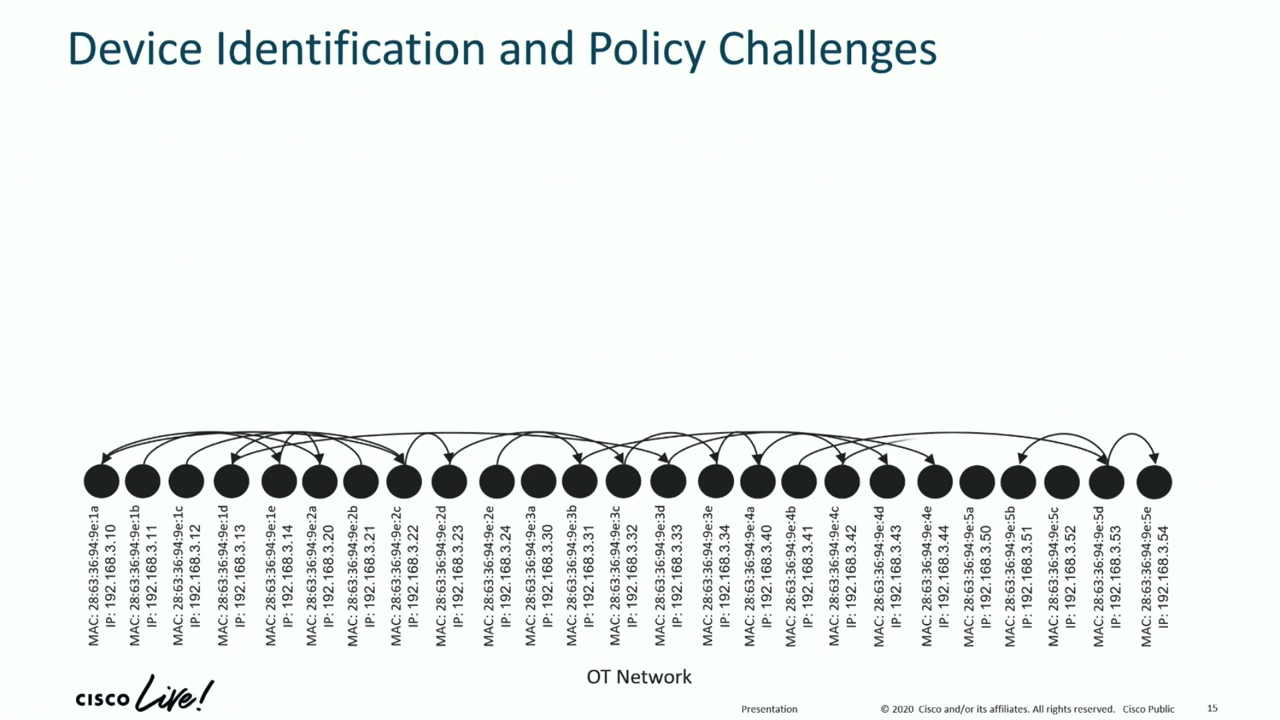 Device Identification and Policy Challenges
MAC: 28:63:36:94:9e:1a
IP: 192.168.3.10
MAC: 28:63:36:94:9e:1b
IP: 192.168.3.11
MAC: 28:63:36:94:9e:1c
IP: 192.168.3.12
MAC: 28:63:36:94:9e:1d
IP: 192.168.3.13
MAC: 28:63:36:94:9e:1e
IP: 192.168.3.14
MAC: 28:63:36:94:9e:2a
IP: 192.168.3.20
MAC: 28:63:36:94:9e:2b
IP: 192.168.3.21
MAC: 28:63:36:94:9e:2c
IP: 192.168.3.22
MAC: 28:63:36:94:9e:2d
IP: 192.168.3.23
MAC: 28:63:36:94:9e:2e
IP: 192.168.3.24
MAC: 28:63:36:94:9e:3a
IP: 192.168.3.30
MAC: 28:63:36:94:9e:3b
IP: 192.168.3.31
MAC: 28:63:36:94:9e:3c
IP: 192.168.3.32
MAC: 28:63:36:94:9e:3d
IP: 192.168.3.33
MAC: 28:63:36:94:9e:3e
IP: 192.168.3.34
MAC: 28:63:36:94:9e:4a
IP: 192.168.3.40
MAC: 28:63:36:94:9e:4b
IP: 192.168.3.41
MAC: 28:63:36:94:9e:4c
IP: 192.168.3.42
MAC: 28:63:36:94:9e:4d
IP: 192.168.3.43
MAC: 28:63:36:94:9e:4e
IP: 192.168.3.44
MAC: 28:63:36:94:9e:5a
IP: 192.168.3.50
MAC: 28:63:36:94:9e:5b
IP: 192.168.3.51
MAC: 28:63:36:94:9e:5c
IP: 192.168.3.52
MAC: 28:63:36:94:9e:5d
IP: 192.168.3.53
MAC: 28:63:36:94:9e:5e
IP: 192.168.3.54
OT Network
CISCO Live!
Presentation
© 2020 Cisco and/or its affiliates. All rights reserved. Cisco Public
15